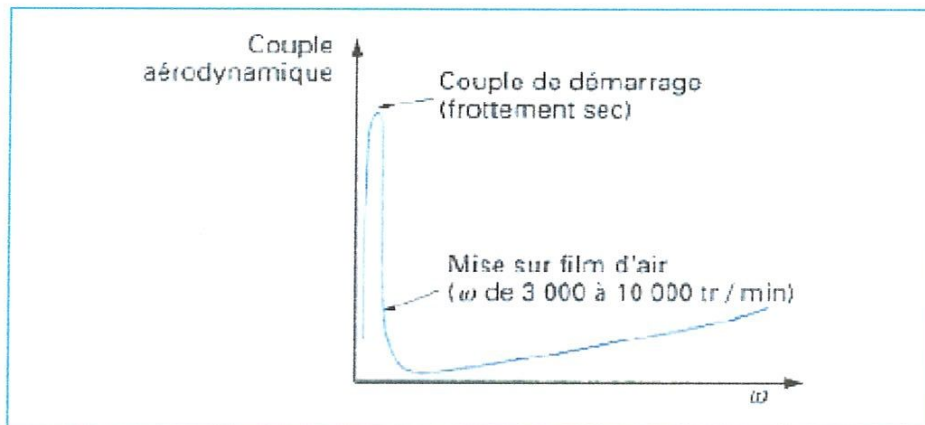 Couple
aérodynamique
Couple de démarrage
(frottement sec)
Mise sur film d'air
(ω de 3 000 à 10 000 tr / min)
ω